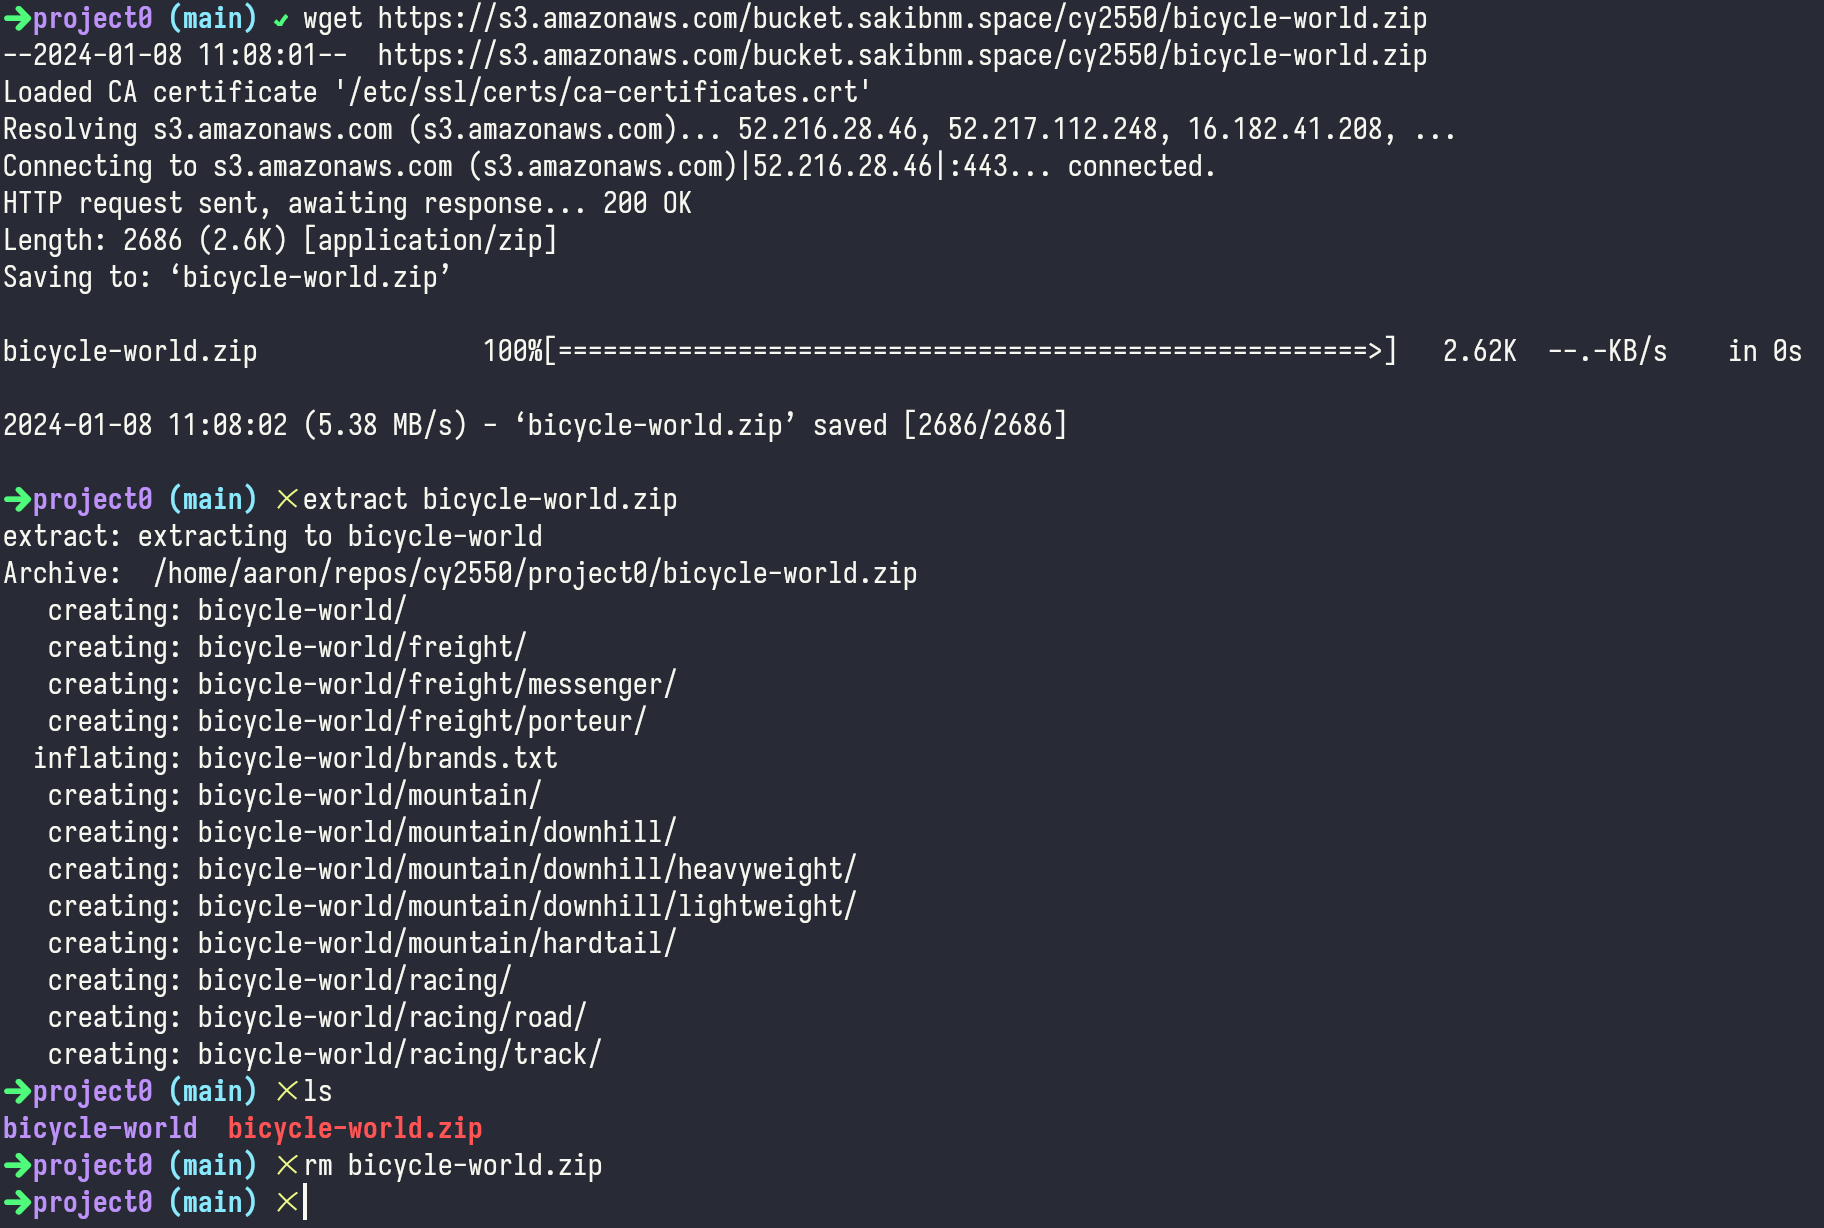 ➜project0 (main) ✔ wget https://s3.amazonaws.com/bucket.sakibnm.space/cy2550/bicycle-world.zip
--2024-01-08 11:08:01--  https://s3.amazonaws.com/bucket.sakibnm.space/cy2550/bicycle-world.zip
Loaded CA certificate '/etc/ssl/certs/ca-certificates.crt'
Resolving s3.amazonaws.com (s3.amazonaws.com)... 52.216.28.46, 52.217.112.248, 16.182.41.208, ...
Connecting to s3.amazonaws.com (s3.amazonaws.com)|52.216.28.46|:443... connected.
HTTP request sent, awaiting response... 200 OK
Length: 2686 (2.6K) [application/zip]
Saving to: ‘bicycle-world.zip’
bicycle-world.zip               100%[======================================================>]   2.62K  --.-KB/s    in 0s
2024-01-08 11:08:02 (5.38 MB/s) - ‘bicycle-world.zip’ saved [2686/2686]
➜project0 (main) ✕extract bicycle-world.zip
extract: extracting to bicycle-world
Archive:  /home/aaron/repos/cy2550/project0/bicycle-world.zip
   creating: bicycle-world/
   creating: bicycle-world/freight/
   creating: bicycle-world/freight/messenger/
   creating: bicycle-world/freight/porteur/
  inflating: bicycle-world/brands.txt
   creating: bicycle-world/mountain/
   creating: bicycle-world/mountain/downhill/
   creating: bicycle-world/mountain/downhill/heavyweight/
   creating: bicycle-world/mountain/downhill/lightweight/
   creating: bicycle-world/mountain/hardtail/
   creating: bicycle-world/racing/
   creating: bicycle-world/racing/road/
   creating: bicycle-world/racing/track/
➜project0 (main) ✕ls
bicycle-world  bicycle-world.zip
➜project0 (main) ✕rm bicycle-world.zip
➜project0 (main) ✕